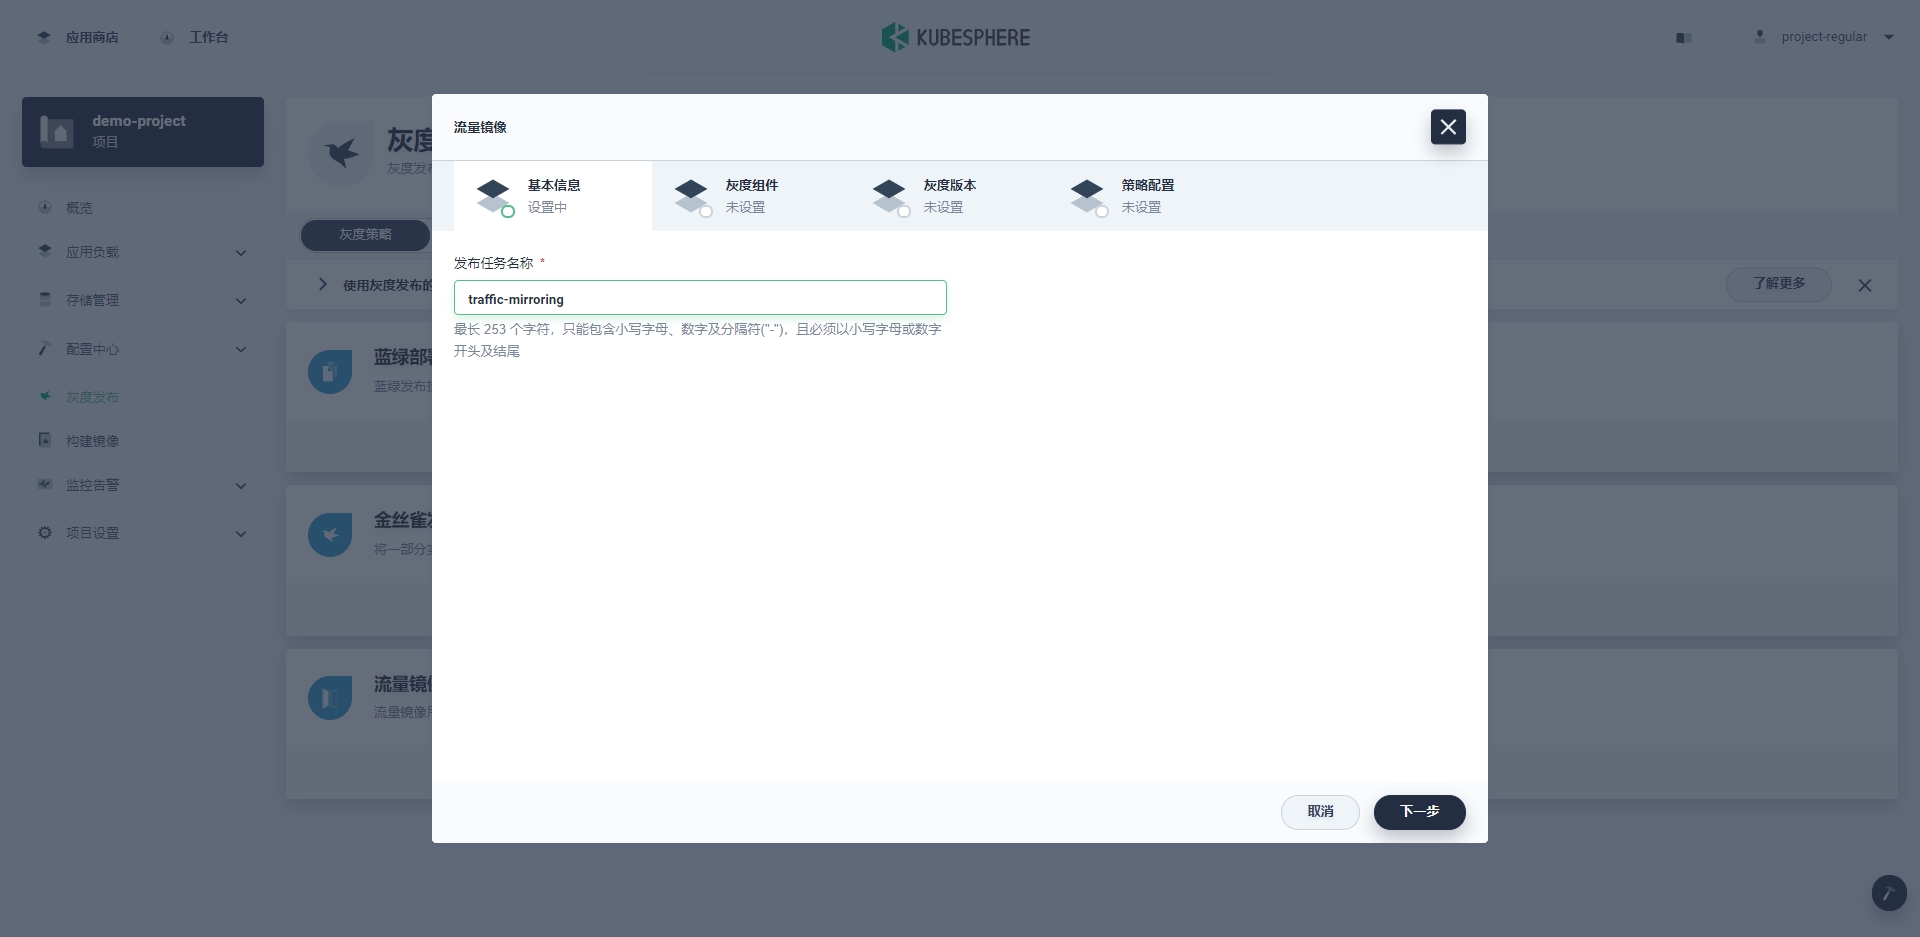 应用商店
工作台
KUBESPHERE
project-regular
demo-project
项目
概览
应用负载
存储管理
配置中心
灰度发布
构建镜像
监控告警
项目设置
灰度
灰度发布
灰度策略
使用灰度发布的
了解更多
蓝绿部
蓝绿发布
金丝雀
将一部分
流量镜
流量镜像
流量镜像
基本信息
设置中
灰度组件
未设置
灰度版本
未设置
策略配置
未设置
发布任务名称 *
traffic-mirroring
最长 253 个字符，只能包含小写字母、数字及分隔符("-")，且必须以小写字母或数字
开头及结尾
取消
下一步